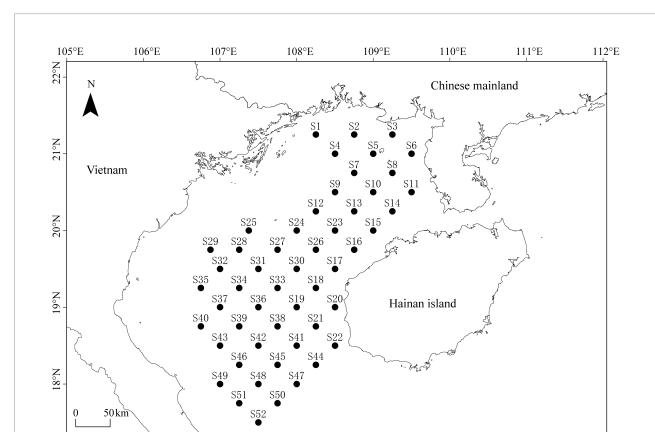 105°E 106°E 107°E 108°E 109°E 110°E 111°E 112°E
22°N
N
Chinese mainland
S1 S2 S3
21°N
S4 S5 S6
Vietnam
S7 S8
S9 S10 S11
S12 S13 S14
20°N
S25 S24 S23 S15
S29 S28 S27 S26 S16
S32 S31 S30 S17
S35 S34 S33 S18
19°N
S37 S36 S19 S20
Hainan island
S40 S39 S38 S21
S43 S42 S41 S22
S46 S45 S44
18°N
S49 S48 S47
S51 S50
0 50 km
S52